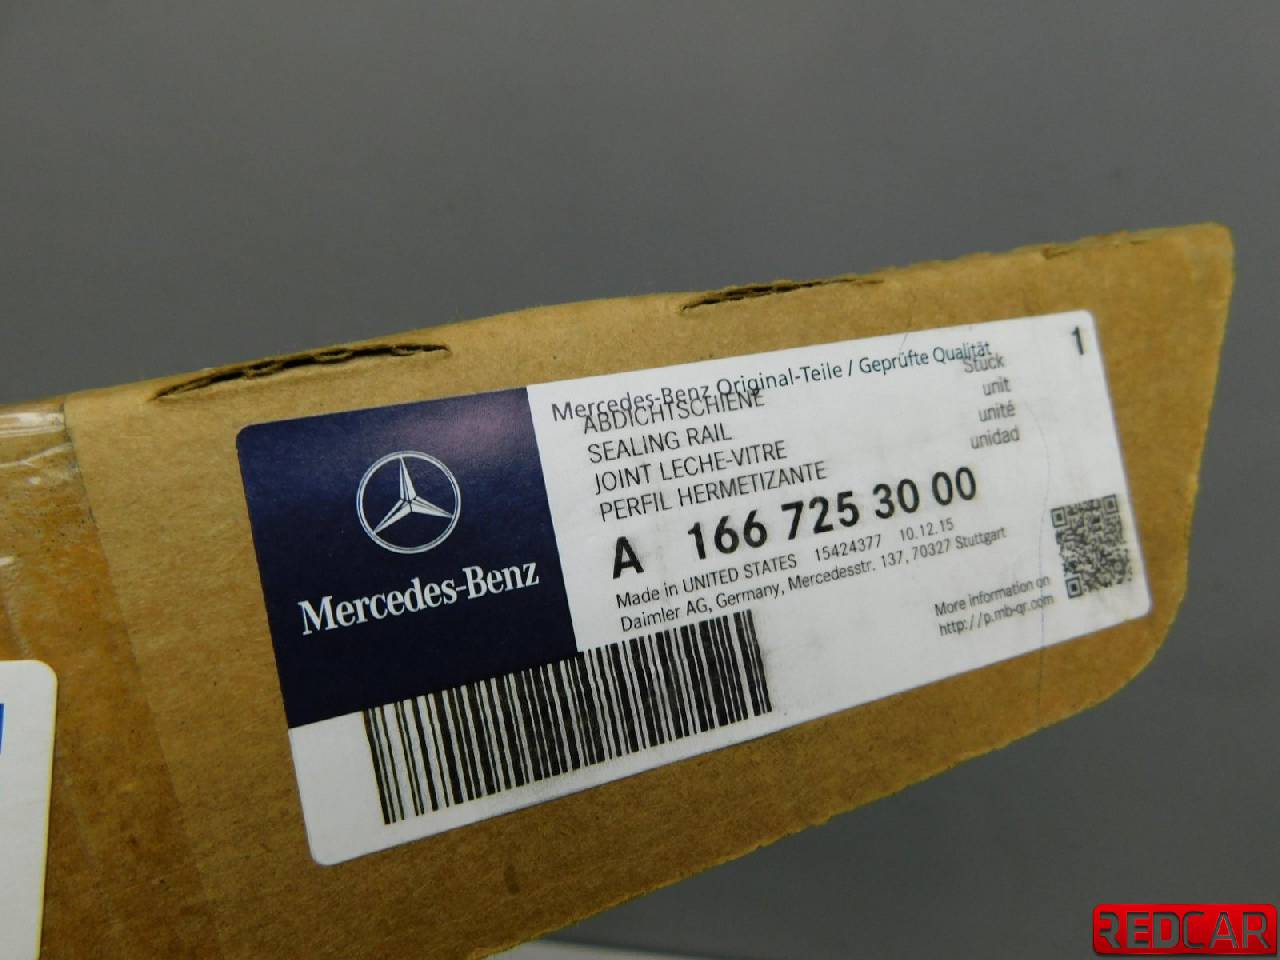 Mercedes-Benz Original-Teile / Geprüfte Qualität
1
ABDICHTSCHIENE Stück
SEALING RAIL unit
JOINT LECHE-VITRE unité
PERFIL HERMETIZANTE unidad
A 166 725 30 00
Made in UNITED STATES 15424377 10.12.15
Daimler AG, Germany, Mercedesstr. 137, 70327 Stuttgart
More information on
http://p.mb-qr.com
Mercedes-Benz
REDCAR